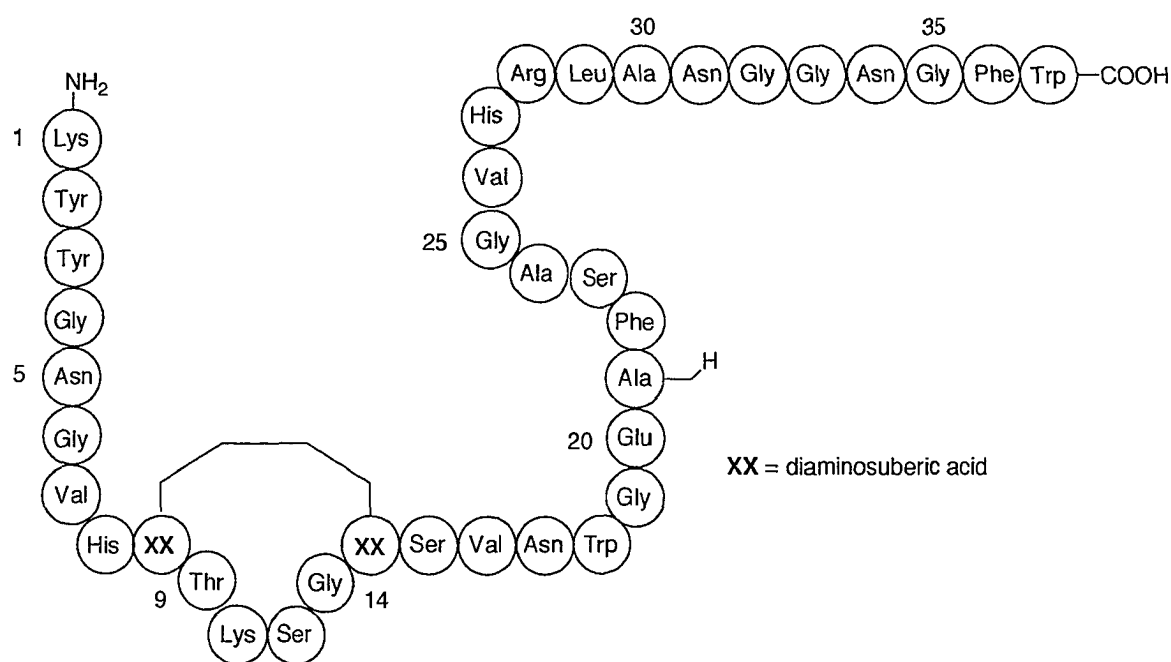 NH2
1
Lys
Tyr
Tyr
Gly
5
Asn
Gly
Val
His
XX
9
Thr
Lys
Ser
Gly
14
XX
Ser
Val
Asn
Trp
Gly
20
Glu
Ala
H
Phe
Ser
Ala
25
Gly
Val
His
30
35
Arg Leu Ala Asn Gly Gly Asn Gly Phe Trp COOH
XX = diaminosuberic acid